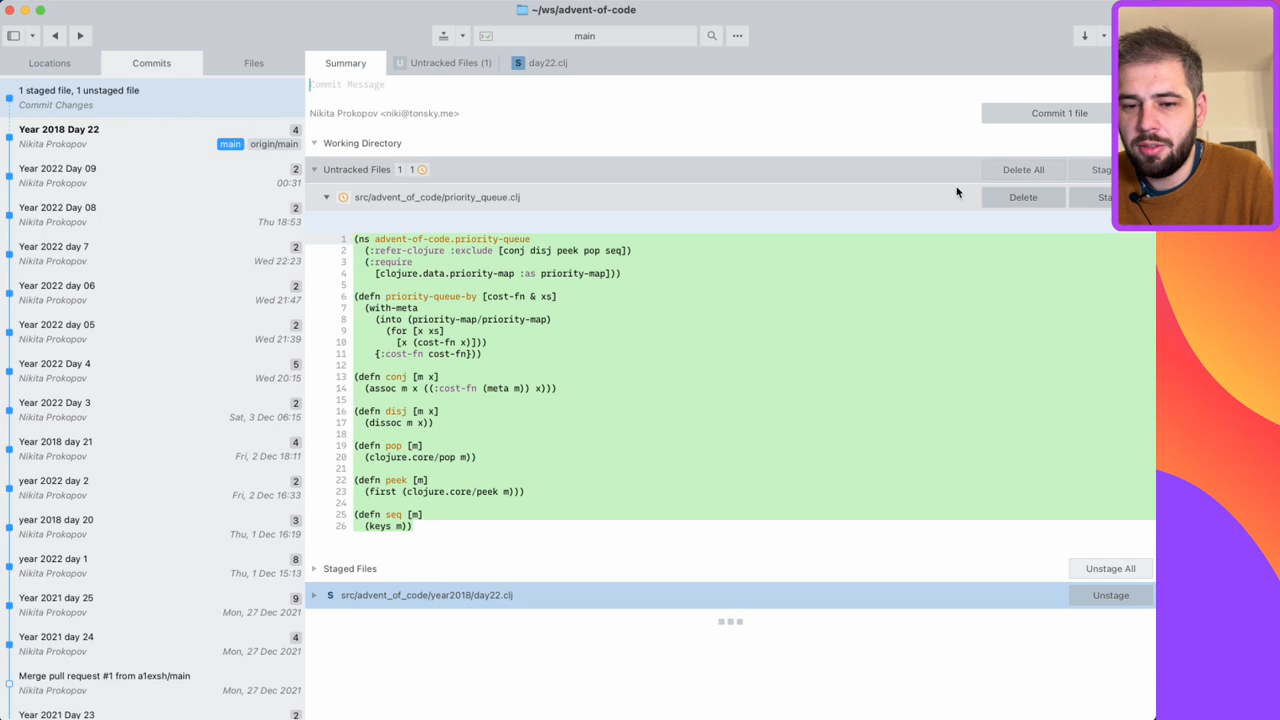 ~/ws/advent-of-code
main
Locations
Commits
Files
Summary
Untracked Files (1)
S day22.clj
1 staged file, 1 unstaged file
Commit Changes
Year 2018 Day 22
4
Nikita Prokopov
main
origin/main
Year 2022 Day 09
2
Nikita Prokopov
00:31
Year 2022 Day 08
2
Nikita Prokopov
Thu 18:53
Year 2022 day 7
2
Nikita Prokopov
Wed 22:23
Year 2022 day 06
2
Nikita Prokopov
Wed 21:47
Year 2022 day 05
2
Nikita Prokopov
Wed 21:39
Year 2022 Day 4
5
Nikita Prokopov
Wed 20:15
Year 2022 Day 3
2
Nikita Prokopov
Sat, 3 Dec 06:15
Year 2018 day 21
4
Nikita Prokopov
Fri, 2 Dec 18:11
year 2022 day 2
2
Nikita Prokopov
Fri, 2 Dec 16:33
year 2018 day 20
3
Nikita Prokopov
Thu, 1 Dec 16:19
year 2022 day 1
8
Nikita Prokopov
Thu, 1 Dec 15:13
Year 2021 day 25
9
Nikita Prokopov
Mon, 27 Dec 2021
Year 2021 day 24
4
Nikita Prokopov
Mon, 27 Dec 2021
Merge pull request #1 from a1exsh/main
Nikita Prokopov
Mon, 27 Dec 2021
Year 2021 Day 23
2
Commit Message
Nikita Prokopov <niki@tonsky.me>
Commit 1 file
Working Directory
Untracked Files 1 1
Delete All
Stag
src/advent_of_code/priority_queue.clj
Delete
Sta
1 (ns advent-of-code.priority-queue
2 (:refer-clojure :exclude [conj disj peek pop seq])
3 (:require
4 [clojure.data.priority-map :as priority-map]))
5
6 (defn priority-queue-by [cost-fn & xs]
7 (with-meta
8 (into (priority-map/priority-map)
9 (for [x xs]
10 [x (cost-fn x)]))
11 {:cost-fn cost-fn}))
12
13 (defn conj [m x]
14 (assoc m x ((:cost-fn (meta m)) x)))
15
16 (defn disj [m x]
17 (dissoc m x))
18
19 (defn pop [m]
20 (clojure.core/pop m))
21
22 (defn peek [m]
23 (first (clojure.core/peek m)))
24
25 (defn seq [m]
26 (keys m))
Staged Files
Unstage All
S src/advent_of_code/year2018/day22.clj
Unstage